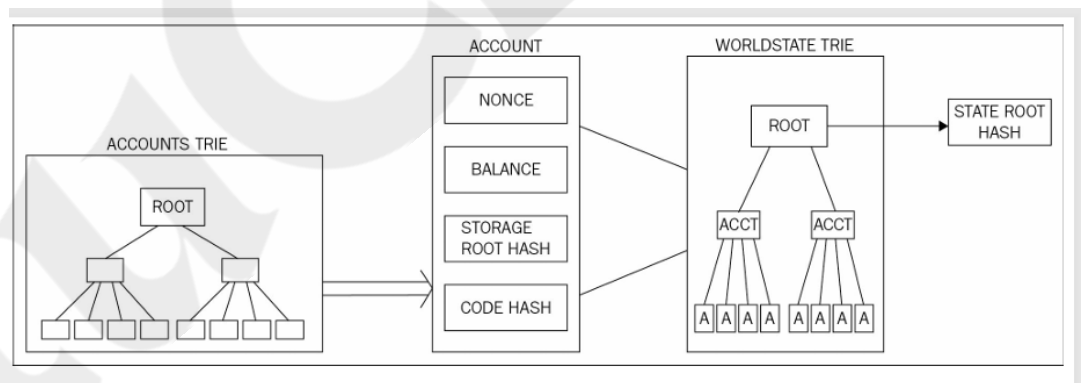 ACCOUNTS TRIE
ROOT
ACCOUNT
NONCE
BALANCE
STORAGE
ROOT HASH
CODE HASH
WORLDSTATE TRIE
ROOT
ACCT ACCT
A A A A A A A A
STATE ROOT
HASH